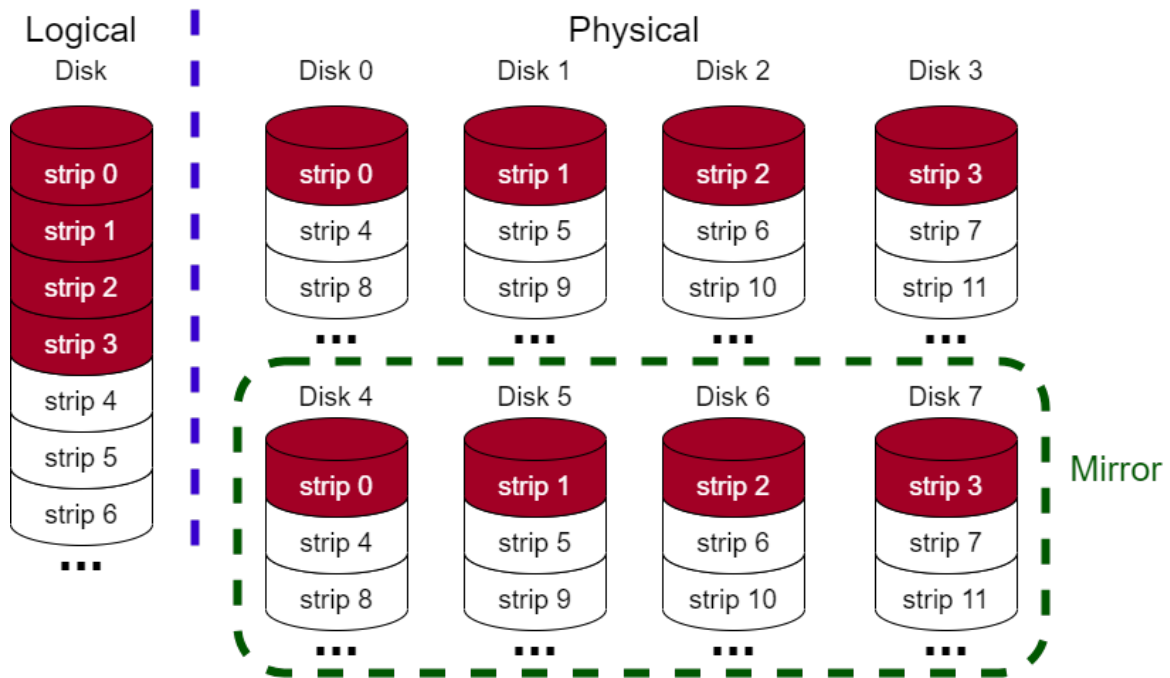 Logical
Physical
Disk
Disk 0
Disk 1
Disk 2
Disk 3
strip 0
strip 1
strip 2
strip 3
strip 4
strip 5
strip 6
...
strip 0
strip 4
strip 8
...
strip 1
strip 5
strip 9
...
strip 2
strip 6
strip 10
...
strip 3
strip 7
strip 11
...
Disk 4
Disk 5
Disk 6
Disk 7
strip 0
strip 4
strip 8
...
strip 1
strip 5
strip 9
...
strip 2
strip 6
strip 10
...
strip 3
strip 7
strip 11
...
Mirror